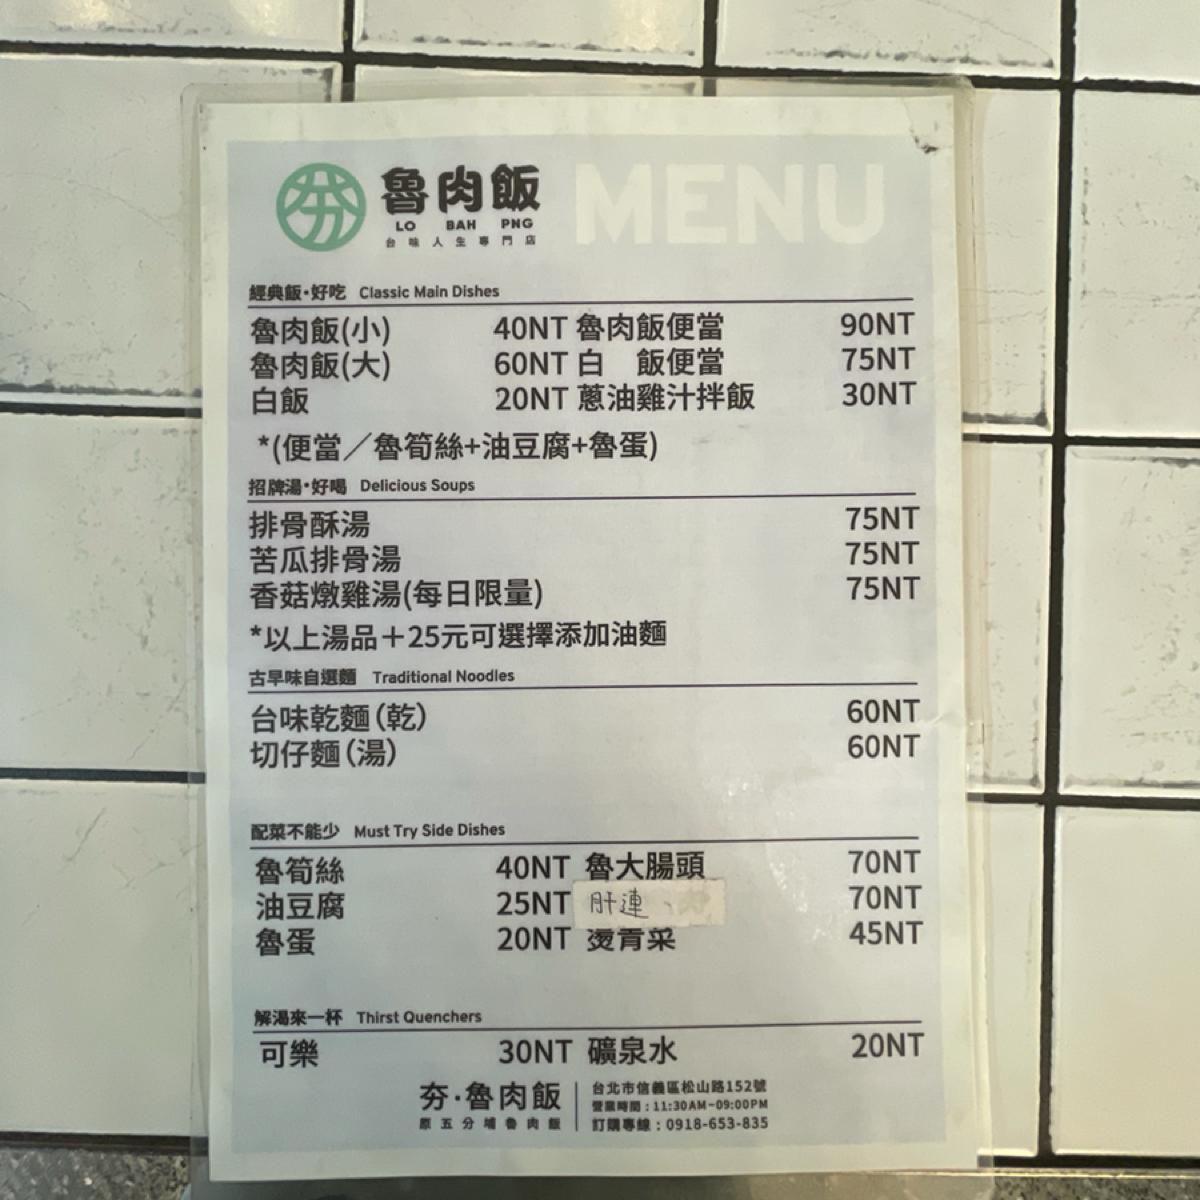 夯 魯肉飯 MENU
LO BAH PNG
台味人生專門店
經典飯·好吃 Classic Main Dishes
魯肉飯(小) 40NT 魯肉飯便當 90NT
魯肉飯(大) 60NT 白 飯便當 75NT
白飯 20NT 蔥油雞汁拌飯 30NT
*(便當／魯筍絲+油豆腐+魯蛋)
招牌湯·好喝 Delicious Soups
排骨酥湯 75NT
苦瓜排骨湯 75NT
香菇燉雞湯(每日限量) 75NT
*以上湯品＋25元可選擇添加油麵
古早味自選麵 Traditional Noodles
台味乾麵(乾) 60NT
切仔麵(湯) 60NT
配菜不能少 Must Try Side Dishes
魯筍絲 40NT 魯大腸頭 70NT
油豆腐 25NT 肝連 70NT
魯蛋 20NT 燙青菜 45NT
解渴來一杯 Thirst Quenchers
可樂 30NT 礦泉水 20NT
夯·魯肉飯
原五分埔魯肉飯
台北市信義區松山路152號
營業時間：11:30AM-09:00PM
訂購專線：0918-653-835